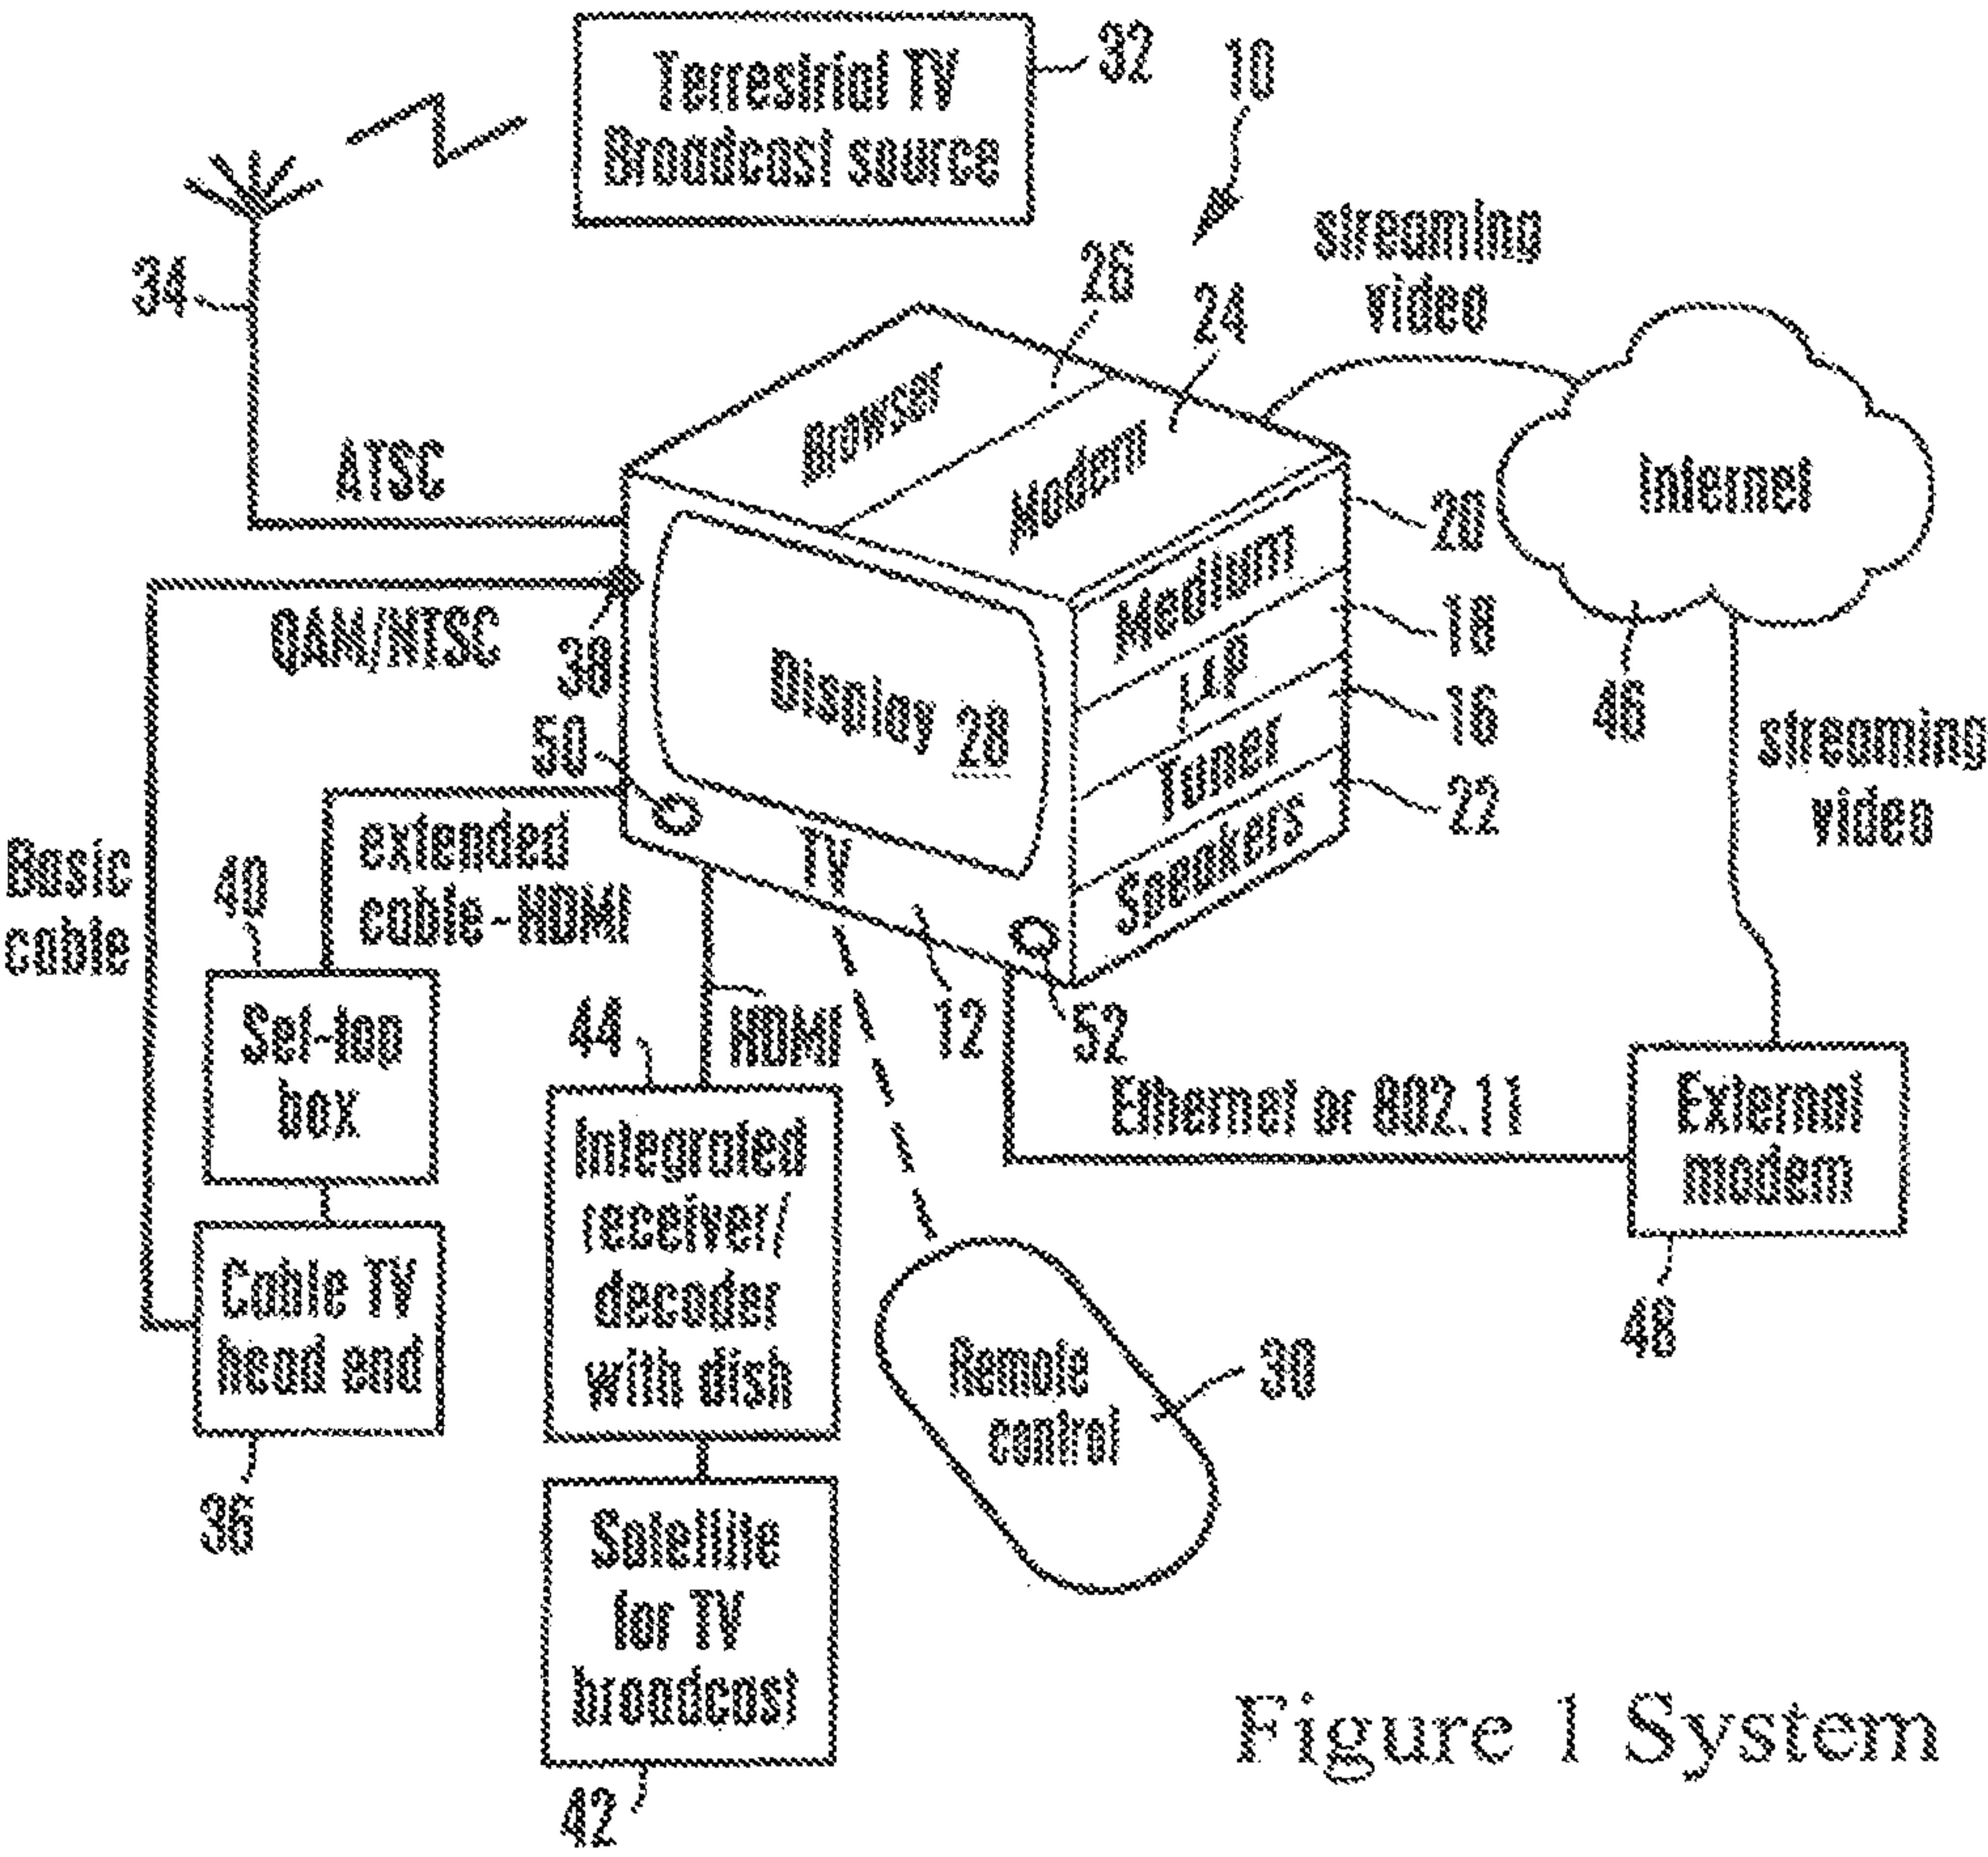 Terrestrial TV
Broadcast source
32
10
34
26
24
streaming
video
Internet
46
ATSC
Browser
Modem
20
Medium
18
μP
16
Tuner
22
Speakers
QAM/NTSC
38
Display 28
50
TV
Basic
cable
40
extended
cable-HDMI
Set-top
box
44
HDMI
12
52
streaming
video
Ethernet or 802.11
External
modem
48
Integrated
receiver/
decoder
with dish
Cable TV
head end
36
Remote
control
30
Satellite
for TV
broadcast
42
Figure 1 System